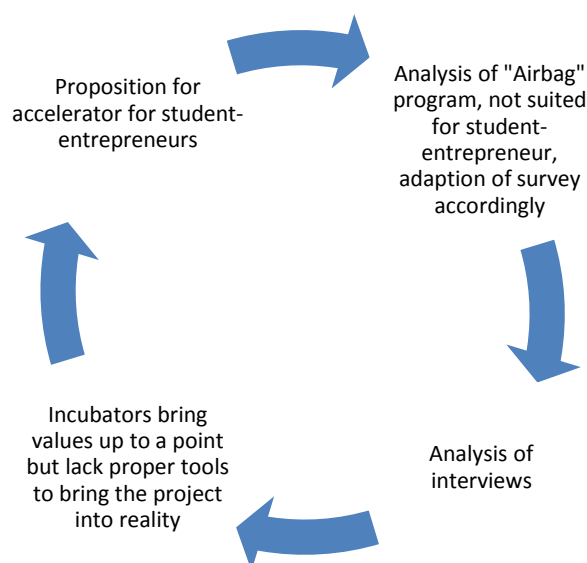 Proposition for
accelerator for student-
entrepreneurs
Analysis of "Airbag"
program, not suited
for student-
entrepreneur,
adaption of survey
accordingly
Analysis of
interviews
Incubators bring
values up to a point
but lack proper tools
to bring the project
into reality